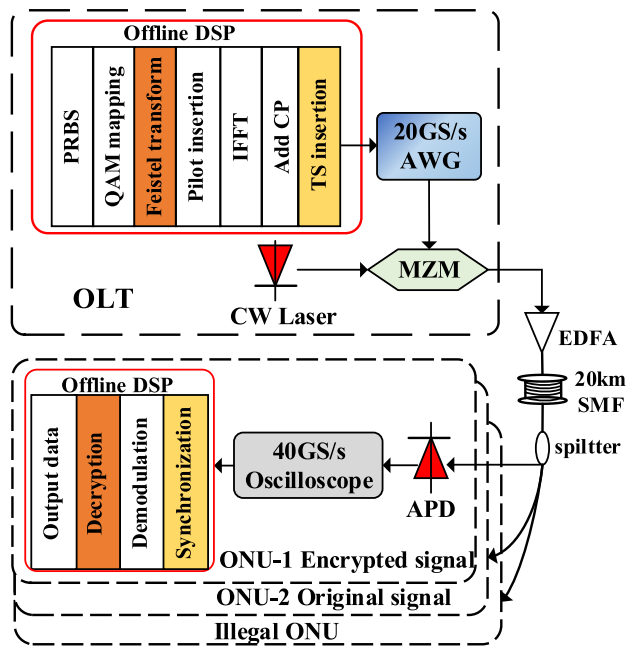 Offline DSP
PRBS
QAM mapping
Feistel transform
Pilot insertion
IFFT
Add CP
TS insertion
20GS/s
AWG
MZM
OLT
CW Laser
EDFA
20km
SMF
spiltter
Offline DSP
Output data
Decryption
Demodulation
Synchronization
40GS/s
Oscilloscope
APD
ONU-1 Encrypted signal
ONU-2 Original signal
Illegal ONU